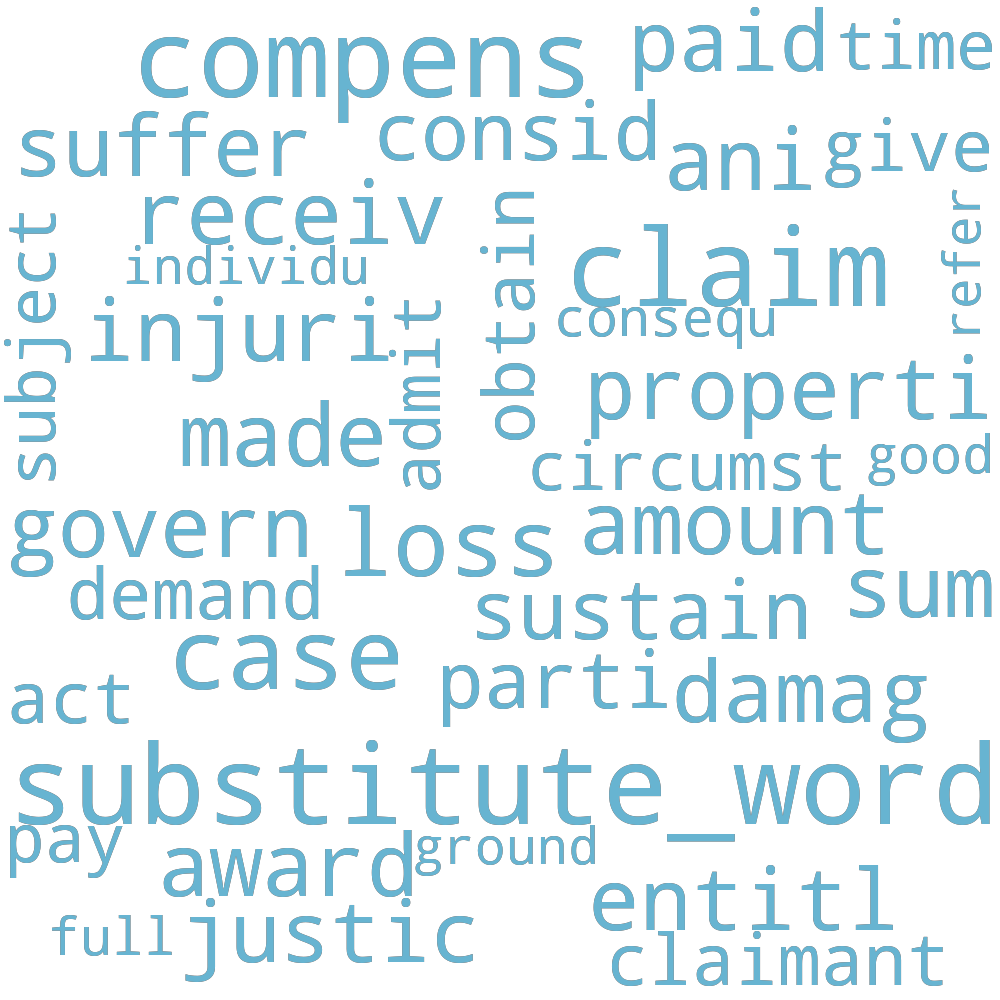 compens
paid
time
suffer
consid
ani
give
receiv
individu
subject
obtain
claim
refer
consequ
injuri
admit
properti
made
circumst
good
govern
loss
amount
demand
sustain
sum
case
parti
damag
act
substitute_word
pay
award
ground
entitl
full
justic
claimant